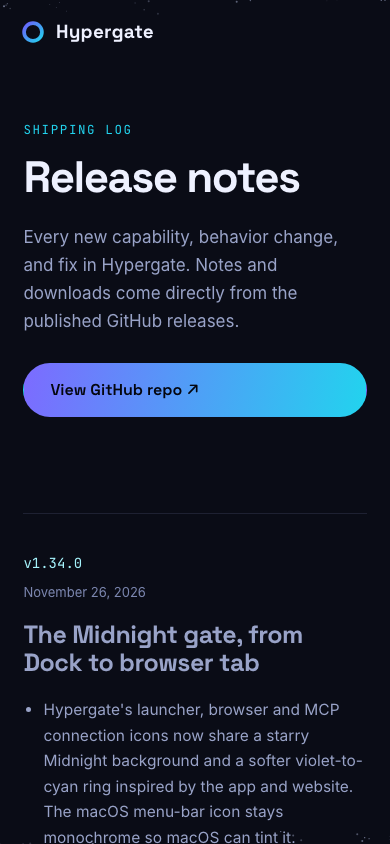 Hypergate
SHIPPING LOG
Release notes
Every new capability, behavior change,
and fix in Hypergate. Notes and
downloads come directly from the
published GitHub releases.
View GitHub repo ↗
v1.34.0
November 26, 2026
The Midnight gate, from
Dock to browser tab
• Hypergate's launcher, browser and MCP
connection icons now share a starry
Midnight background and a softer violet-to-
cyan ring inspired by the app and website.
The macOS menu-bar icon stays
monochrome so macOS can tint it.